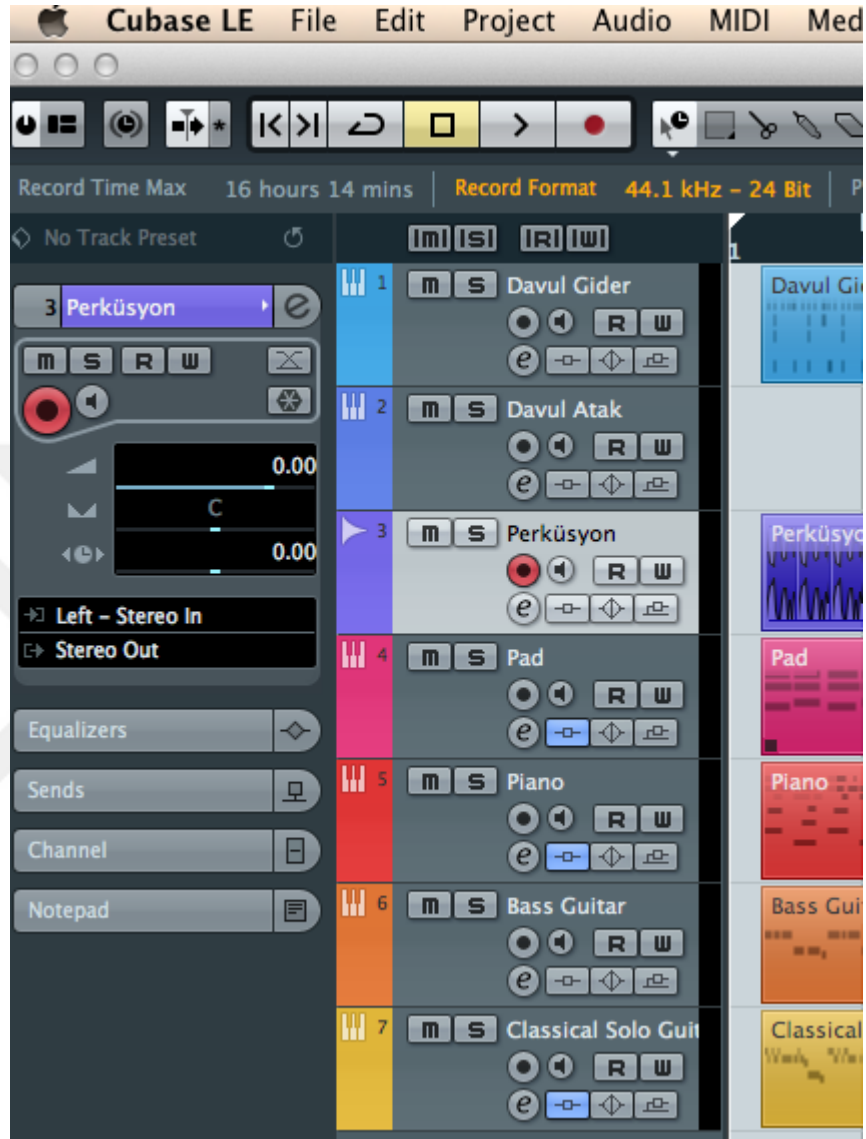 Cubase LE File Edit Project Audio MIDI Med
Record Time Max 16 hours 14 mins Record Format 44.1 kHz – 24 Bit P
No Track Preset
3 Perküsyon
m S R W
0.00
C
0.00
Left – Stereo In
Stereo Out
Equalizers
Sends
Channel
Notepad
m S R W
1
1 m S Davul Gider
R W
e
2 m S Davul Atak
R W
e
3 m S Perküsyon
R W
e
4 m S Pad
R W
e
5 m S Piano
R W
e
6 m S Bass Guitar
R W
e
7 m S Classical Solo Guit
R W
e
Davul Gi
Perküsyo
Pad
Piano
Bass Gui
Classical